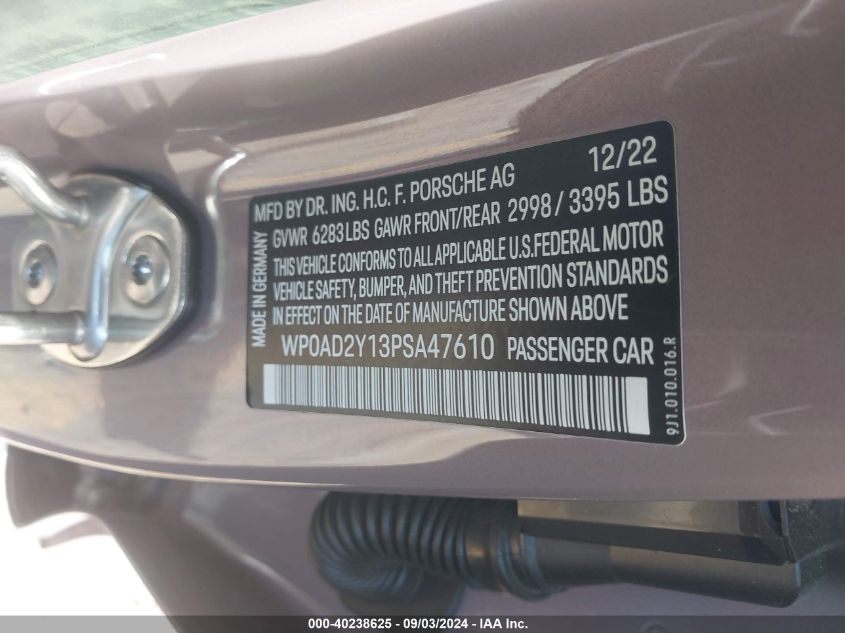 MFD BY DR. ING. H.C. F. PORSCHE AG 12/22
GVWR 6283LBS GAWR FRONT/REAR 2998 / 3395 LBS
THIS VEHICLE CONFORMS TO ALL APPLICABLE U.S.FEDERAL MOTOR
VEHICLE SAFETY, BUMPER, AND THEFT PREVENTION STANDARDS
IN EFFECT ON THE DATE OF MANUFACTURE SHOWN ABOVE
WP0AD2Y13PSA47610 PASSENGER CAR
MADE IN GERMANY
9J1.010.016.R
000-40238625 - 09/03/2024 - IAA Inc.